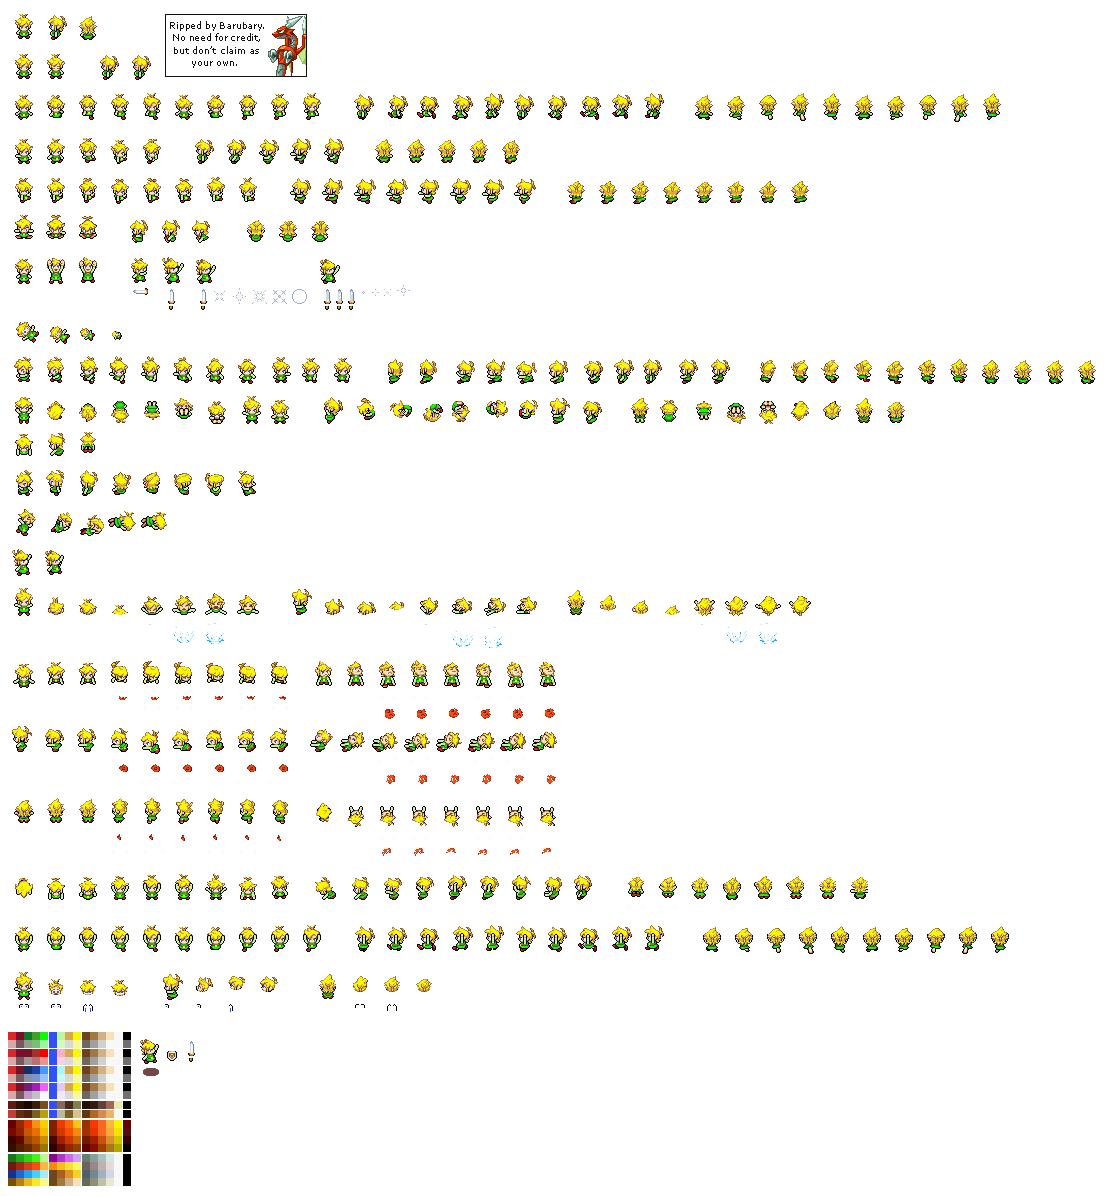 Ripped by Barubary.
No need for credit,
but don't claim as
your own.